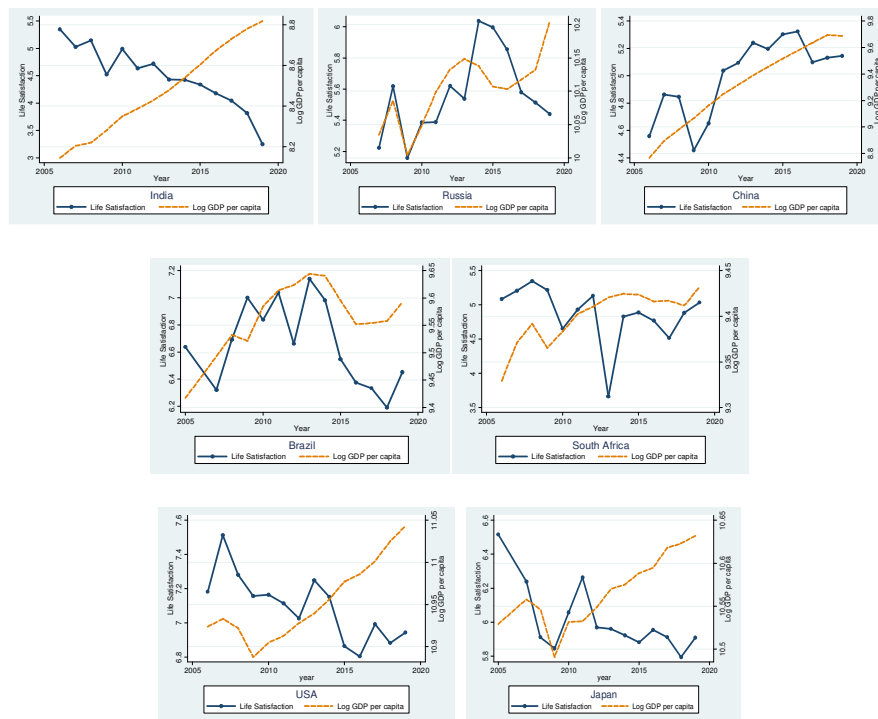 Life Satisfaction
5.5
5
4.5
4
3.5
3
8.8
8.6
8.4
8.2
Log GDP per capita
2005 2010 2015 2020
Year
India
Life Satisfaction Log GDP per capita
Life Satisfaction
6
5.8
5.6
5.4
5.2
10.2
10.15
10.1
10.05
10
Log GDP per capita
2005 2010 2015 2020
Year
Russia
Life Satisfaction Log GDP per capita
Life Satisfaction
5.4
5.2
5
4.8
4.6
4.4
9.8
9.6
9.4
9.2
9
8.8
Log GDP per capita
2005 2010 2015 2020
Year
China
Life Satisfaction Log GDP per capita
Life Satisfaction
7.2
7
6.8
6.6
6.4
6.2
9.65
9.6
9.55
9.5
9.45
9.4
Log GDP per capita
2005 2010 2015 2020
Year
Brazil
Life Satisfaction Log GDP per capita
Life Satisfaction
5.5
5
4.5
4
3.5
9.45
9.4
9.35
9.3
Log GDP per capita
2005 2010 2015 2020
Year
South Africa
Life Satisfaction Log GDP per capita
Life Satisfaction
7.6
7.4
7.2
7
6.8
11.05
11
10.95
10.9
Log GDP per capita
2005 2010 2015 2020
year
USA
Life Satisfaction Log GDP per capita
Life Satisfaction
6.6
6.4
6.2
6
5.8
10.65
10.6
10.55
10.5
Log GDP per capita
2005 2010 2015 2020
year
Japan
Life Satisfaction Log GDP per capita